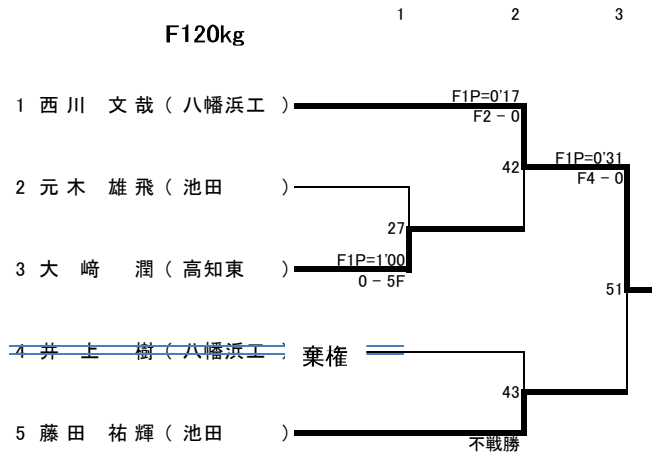 1 2 3
F120kg
1 西川 文哉 ( 八幡浜工 )
F1P=0'17
F2 - 0
42
F1P=0'31
F4 - 0
2 元木 雄飛 ( 池田 )
27
3 大﨑 潤 ( 高知東 )
F1P=1'00
0 - 5F
51
4 井上 樹 ( 八幡浜工 )
棄権
43
5 藤田 祐輝 ( 池田 )
不戦勝